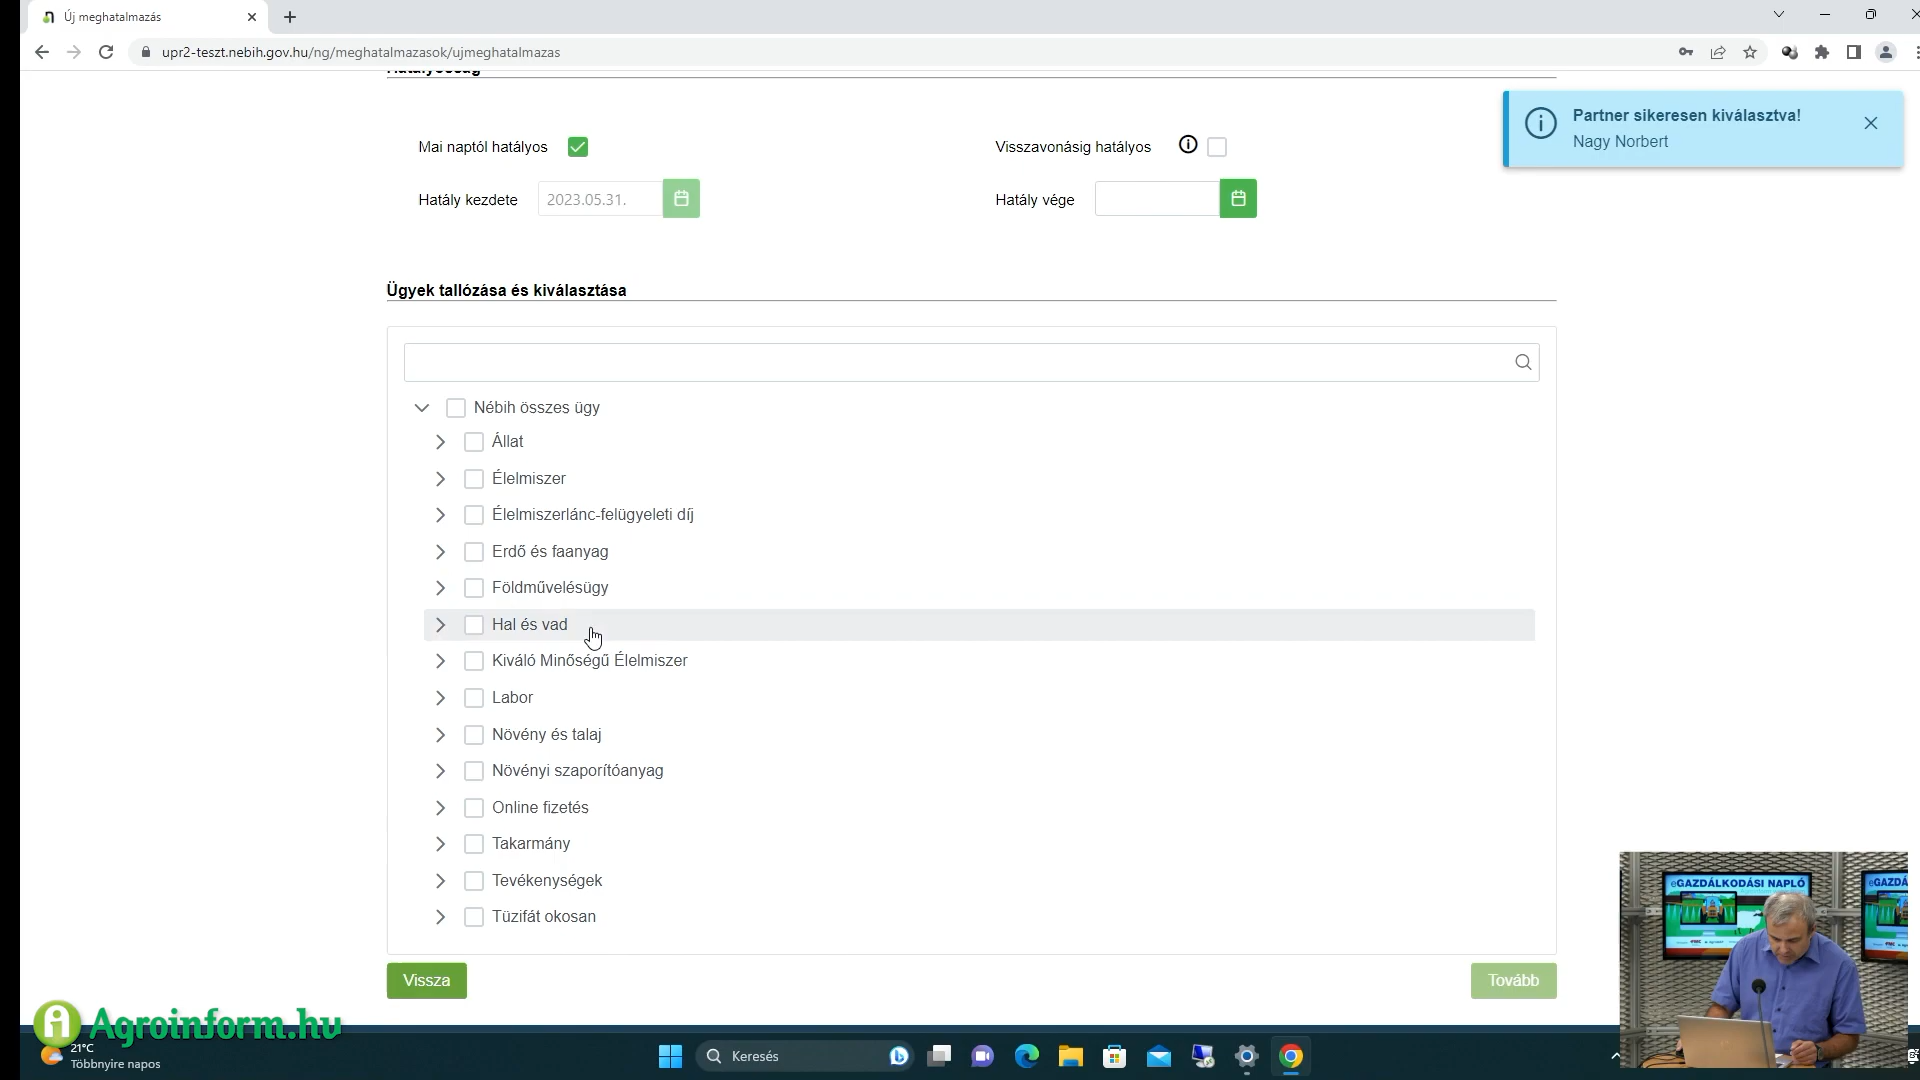 Új meghatalmazás
upr2-teszt.nebih.gov.hu/ng/meghatalmazasok/ujmeghatalmazas
Hatályosság
Partner sikeresen kiválasztva!
Nagy Norbert
Mai naptól hatályos
Visszavonásig hatályos
Hatály kezdete 2023.05.31.
Hatály vége
Ügyek tallózása és kiválasztása
Nébih összes ügy
Állat
Élelmiszer
Élelmiszerlánc-felügyeleti díj
Erdő és faanyag
Földművelésügy
Hal és vad
Kiváló Minőségű Élelmiszer
Labor
Növény és talaj
Növényi szaporítóanyag
Online fizetés
Takarmány
Tevékenységek
Tüzifát okosan
Vissza
Tovább
eGAZDÁLKODÁSI NAPLÓ
eGAZDÁ
Agroinform.hu
21°C
Többnyire napos
Keresés